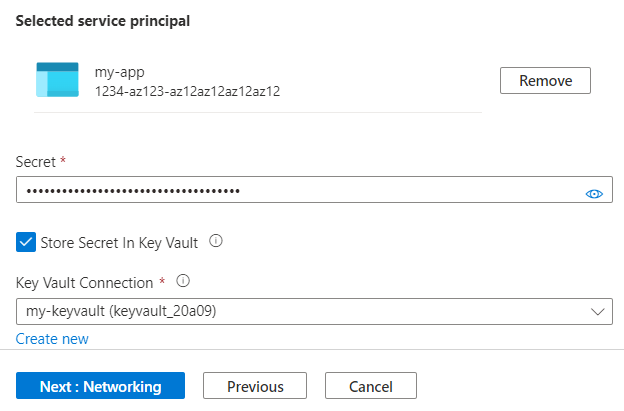 Selected service principal
my-app
1234-az123-az12az12az12az12
Remove
Secret *
••••••••••••••••••••••••••••••••••••
Store Secret In Key Vault
Key Vault Connection *
my-keyvault (keyvault_20a09)
Create new
Next : Networking
Previous
Cancel